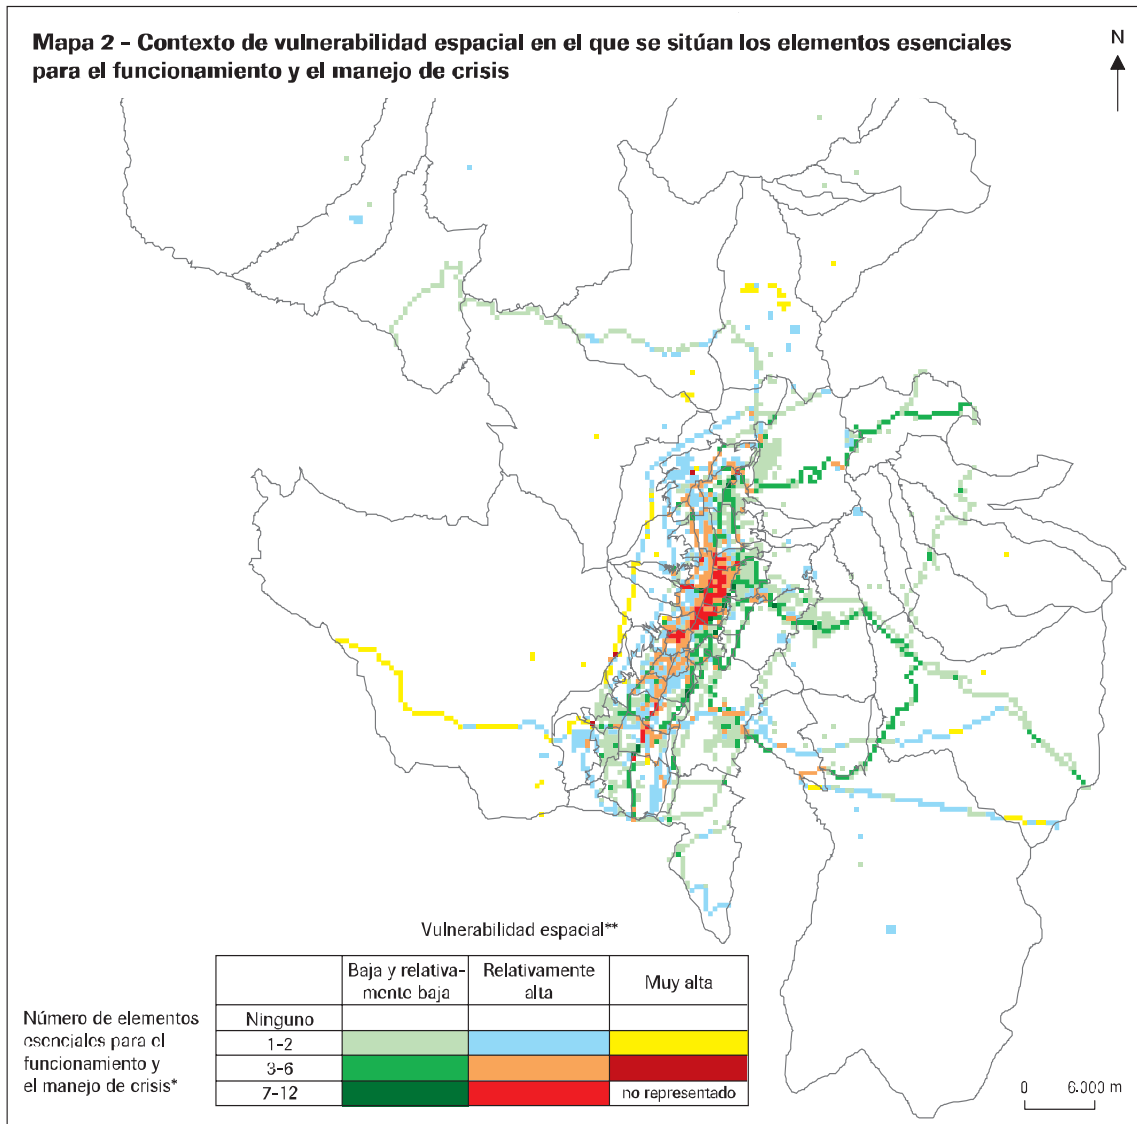 Mapa 2 - Contexto de vulnerabilidad espacial en el que se sitúan los elementos esenciales
para el funcionamiento y el manejo de crisis
N
Vulnerabilidad espacial**
Baja y relativa-
mente baja
Relativamente
alta
Muy alta
Número de elementos
esenciales para el
funcionamiento y
el manejo de crisis*
Ninguno
1-2
3-6
7-12
no representado
0 6.000 m